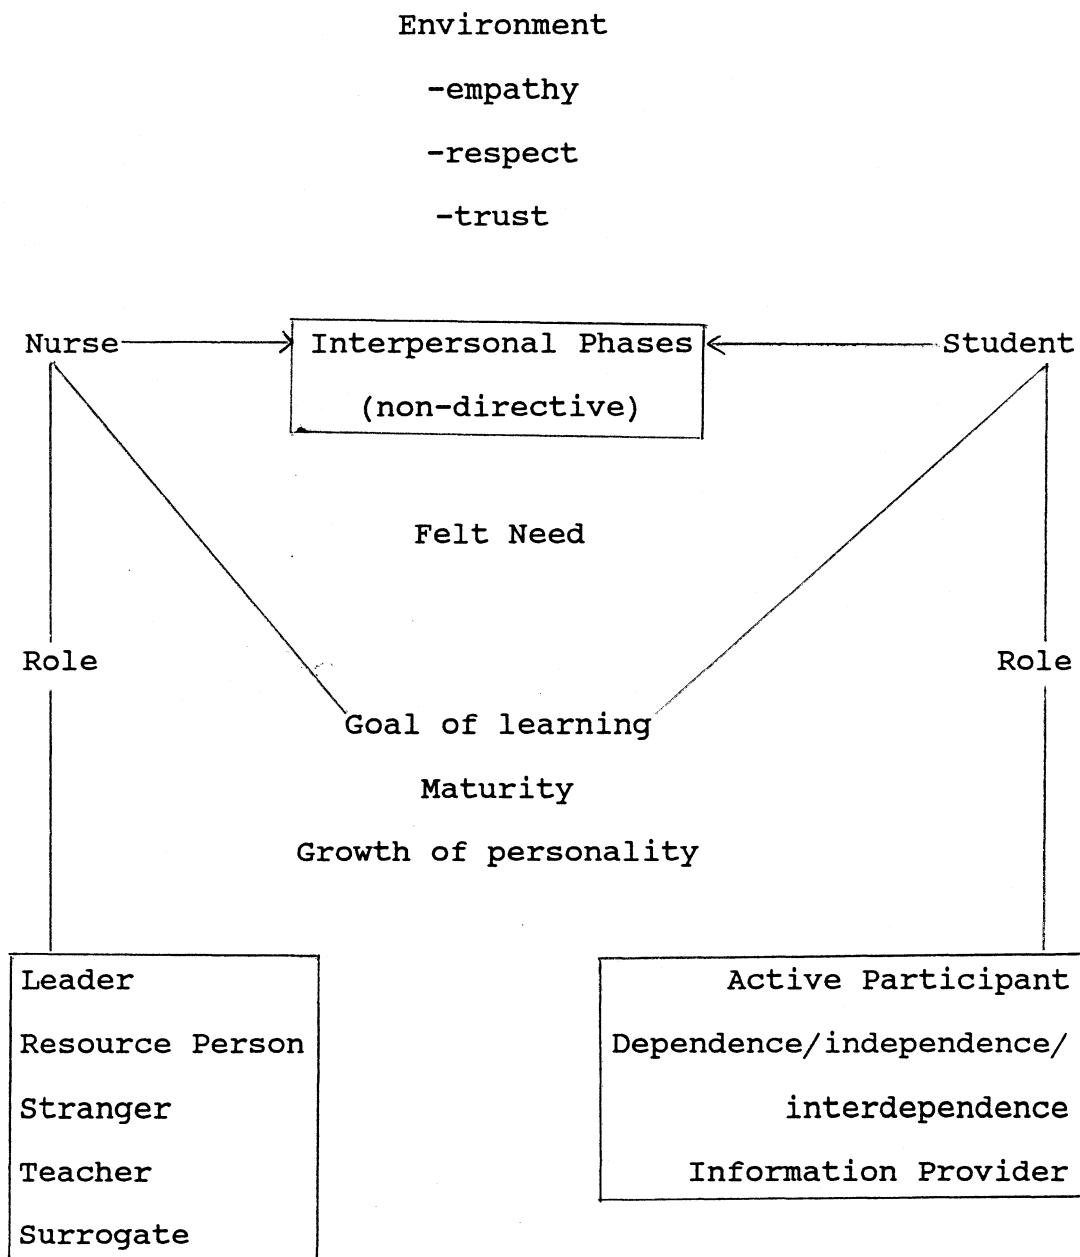 Environment
-empathy
-respect
-trust
Nurse
Interpersonal Phases
(non-directive)
Student
Felt Need
Role
Role
Goal of learning
Maturity
Growth of personality
Leader
Resource Person
Stranger
Teacher
Surrogate
Active Participant
Dependence/independence/
interdependence
Information Provider